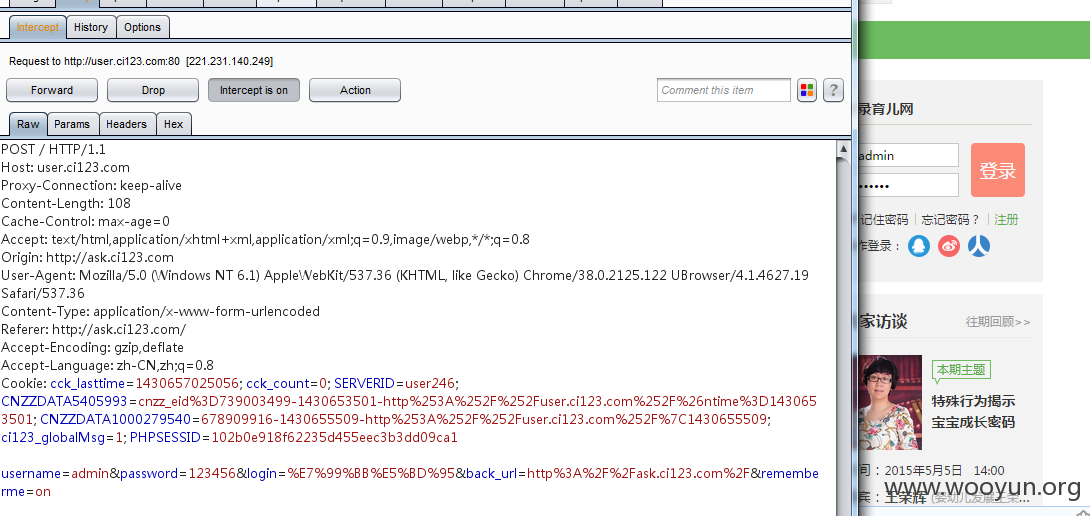 Intercept
History
Options
Request to http://user.ci123.com:80 [221.231.140.249]
Forward
Drop
Intercept is on
Action
Comment this item
?
Raw
Params
Headers
Hex
POST / HTTP/1.1
Host: user.ci123.com
Proxy-Connection: keep-alive
Content-Length: 108
Cache-Control: max-age=0
Accept: text/html,application/xhtml+xml,application/xml;q=0.9,image/webp,*/*;q=0.8
Origin: http://ask.ci123.com
User-Agent: Mozilla/5.0 (Windows NT 6.1) AppleWebKit/537.36 (KHTML, like Gecko) Chrome/38.0.2125.122 UBrowser/4.1.4627.19
Safari/537.36
Content-Type: application/x-www-form-urlencoded
Referer: http://ask.ci123.com/
Accept-Encoding: gzip,deflate
Accept-Language: zh-CN,zh;q=0.8
Cookie: cck_lasttime=1430657025056; cck_count=0; SERVERID=user246;
CNZZDATA5405993=cnzz_eid%3D739003499-1430653501-http%253A%252F%252Fuser.ci123.com%252F%26ntime%3D143065
3501; CNZZDATA1000279540=678909916-1430655509-http%253A%252F%252Fuser.ci123.com%252F%7C1430655509;
ci123_globalMsg=1; PHPSESSID=102b0e918f62235d455eec3b3dd09ca1
username=admin&password=123456&login=%E7%99%BB%E5%BD%95&back_url=http%3A%2F%2Fask.ci123.com%2F&remembe
rme=on
录育儿网
admin
••••••
登录
记住密码
忘记密码？
注册
作登录：
家访谈
往期回顾>>
本期主题
特殊行为揭示
宝宝成长密码
间：2015年5月5日 14:00
宾：王荣辉 (婴幼儿发展王荣...
www.wooyun.org